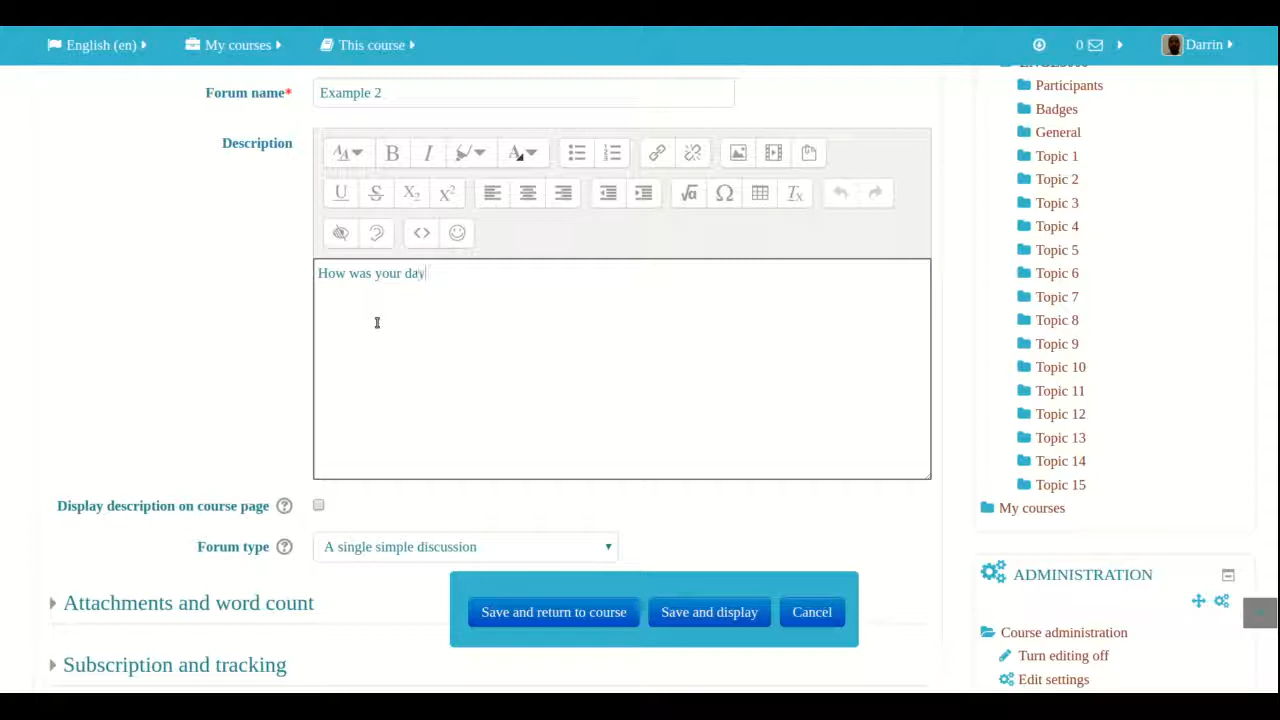 English (en)
My courses
This course
0
Darrin
Forum name*
Example 2
Description
How was your day
Display description on course page
Forum type
A single simple discussion
Attachments and word count
Save and return to course
Save and display
Cancel
Subscription and tracking
Participants
Badges
General
Topic 1
Topic 2
Topic 3
Topic 4
Topic 5
Topic 6
Topic 7
Topic 8
Topic 9
Topic 10
Topic 11
Topic 12
Topic 13
Topic 14
Topic 15
My courses
ADMINISTRATION
Course administration
Turn editing off
Edit settings